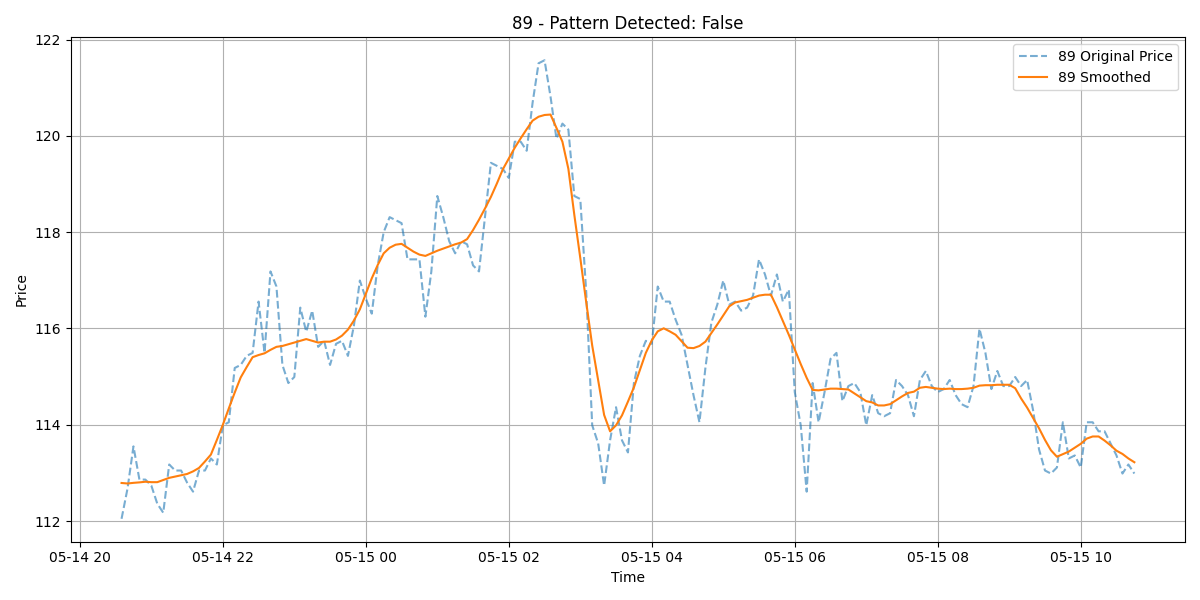 89 - Pattern Detected: False
122
120
118
116
114
112
Price
89 Original Price
89 Smoothed
05-14 20
05-14 22
05-15 00
05-15 02
05-15 04
05-15 06
05-15 08
05-15 10
Time